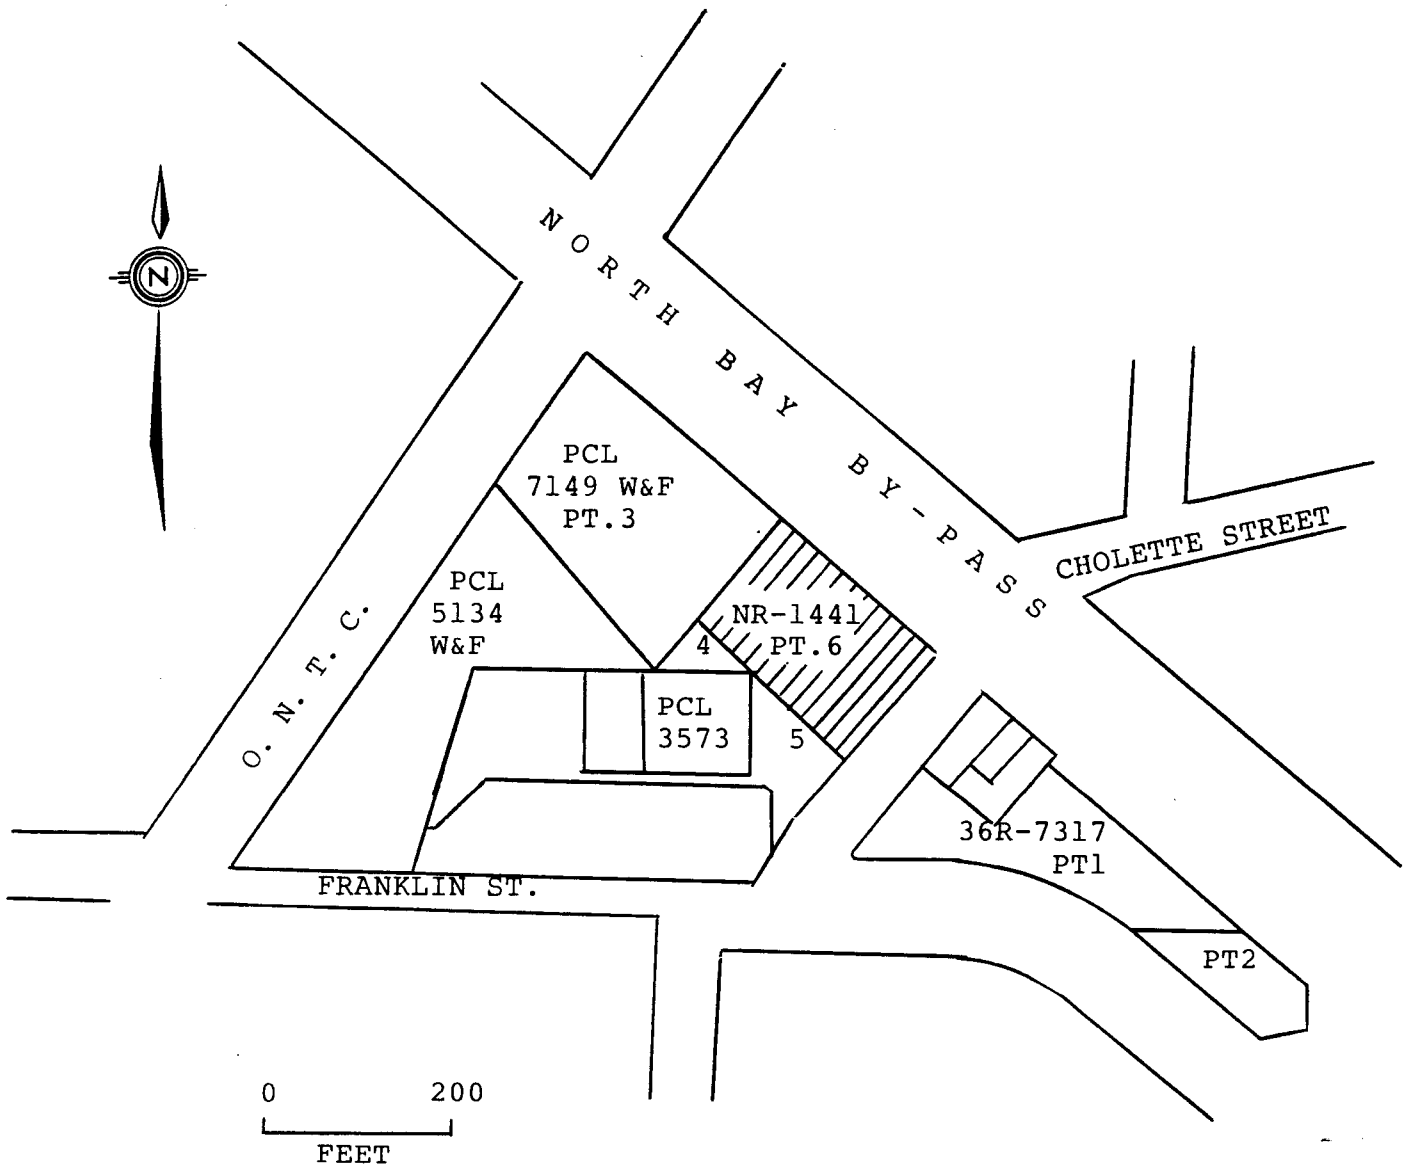 N
NORTH BAY BY-PASS
PCL
7149 W&F
PT.3
CHOLETTE STREET
PCL
5134
W&F
O. N. T. C.
NR-1441
PT.6
4
PCL
3573
5
36R-7317
PT1
FRANKLIN ST.
PT2
0 200
FEET